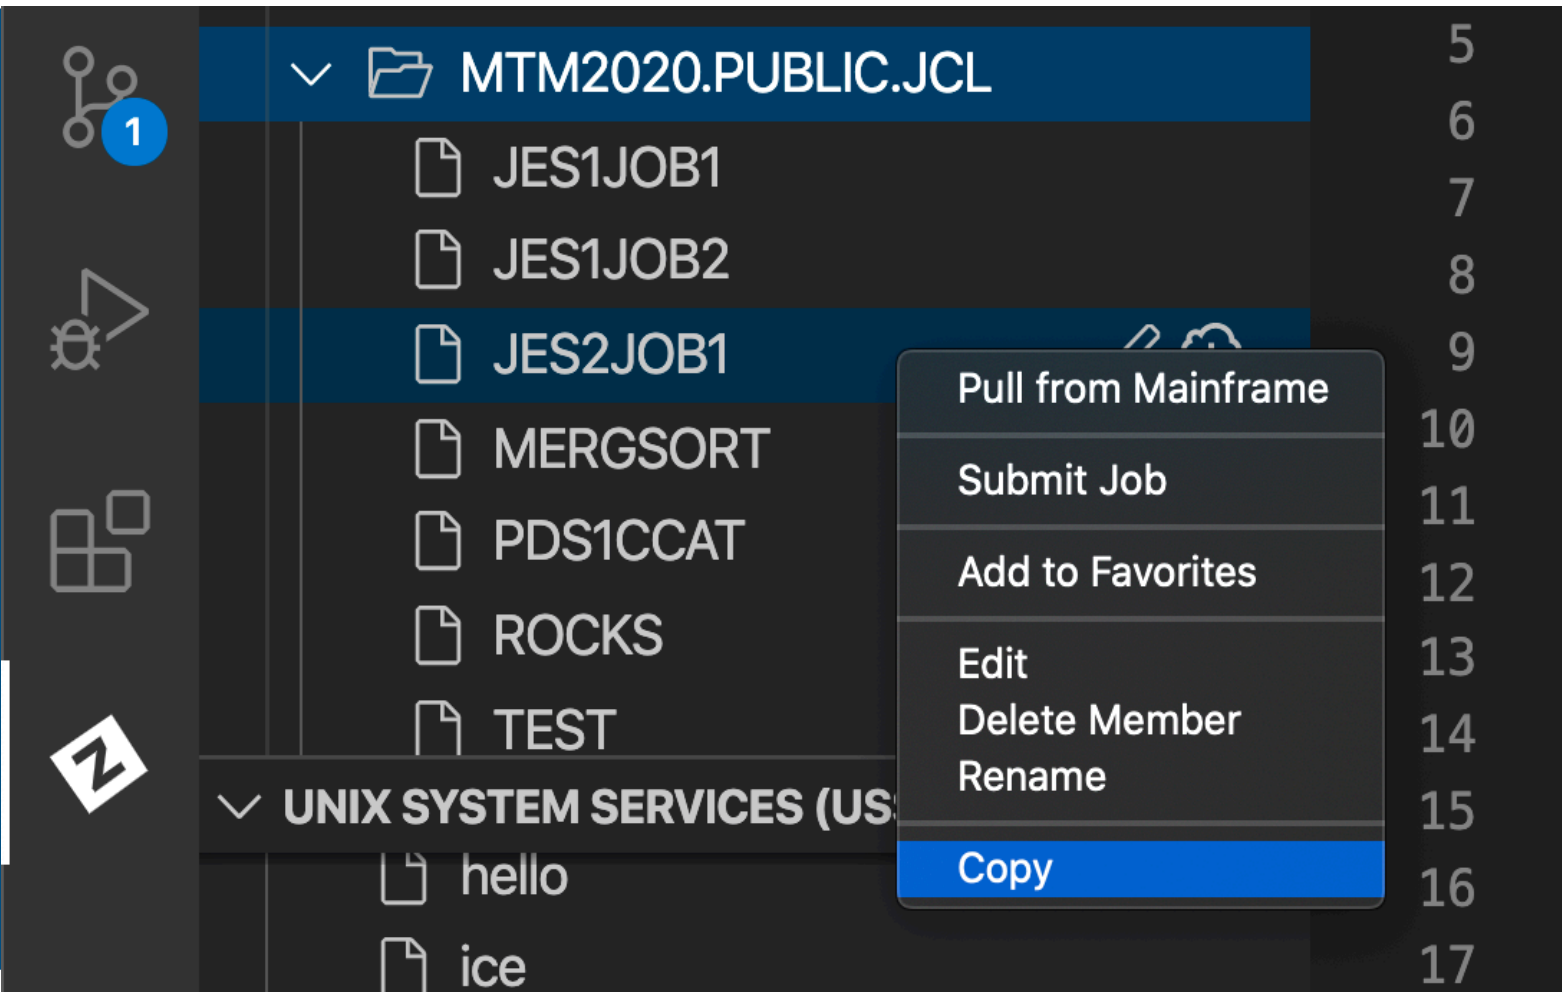 MTM2020.PUBLIC.JCL
JES1JOB1
JES1JOB2
JES2JOB1
MERGSORT
PDS1CCAT
ROCKS
TEST
UNIX SYSTEM SERVICES (US
hello
ice
1
Z
Pull from Mainframe
Submit Job
Add to Favorites
Edit
Delete Member
Rename
Copy
5
6
7
8
9
10
11
12
13
14
15
16
17